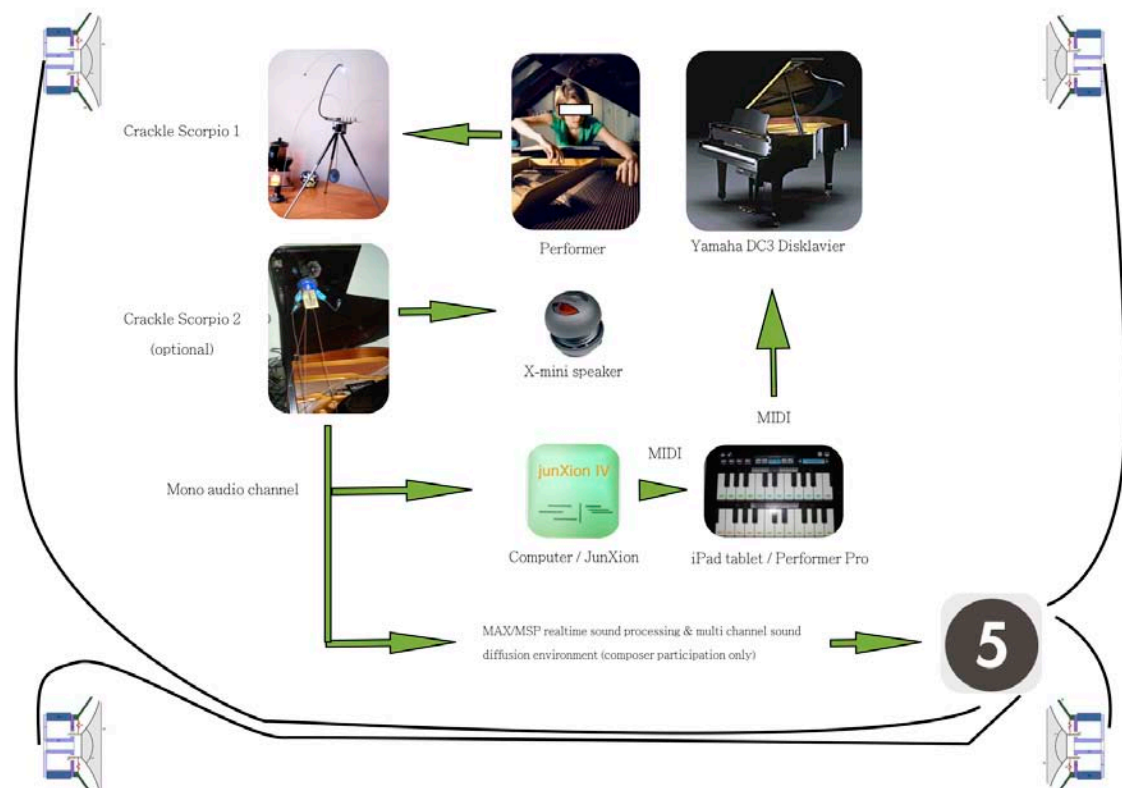 Crackle Scorpio 1
Performer
Yamaha DC3 Disklavier
Crackle Scorpio 2
(optional)
X-mini speaker
MIDI
MIDI
Mono audio channel
junXion IV
Computer / JunXion
iPad tablet / Performer Pro
MAX/MSP realtime sound processing & multi channel sound
diffusion environment (composer participation only)
5